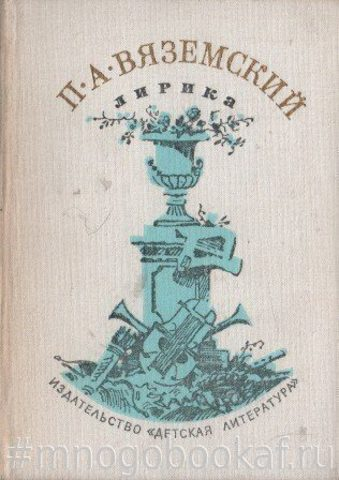 П·А·ВЯЗЕМСКИЙ
лирика
ИЗДАТЕЛЬСТВО «ДЕТСКАЯ ЛИТЕРАТУРА»
#mnogobookaf.ru